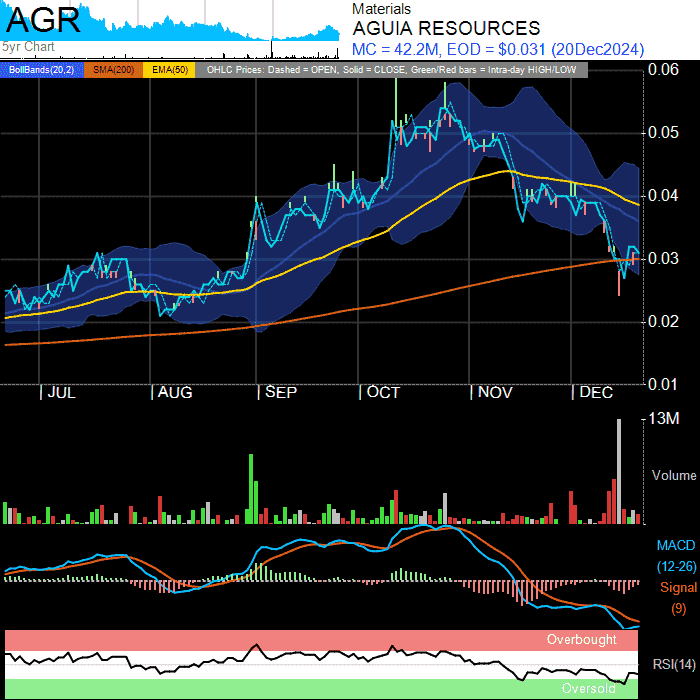 AGR
5yr Chart
Materials
AGUIA RESOURCES
MC = 42.2M, EOD = $0.031 (20Dec2024)
BollBands(20,2) SMA(200) EMA(50) OHLC Prices: Dashed = OPEN, Solid = CLOSE, Green/Red bars = Intra-day HIGH/LOW
0.06
0.05
0.04
0.03
0.02
0.01
JUL AUG SEP OCT NOV DEC
13M
Volume
MACD
(12-26)
Signal
(9)
Overbought
RSI(14)
Oversold